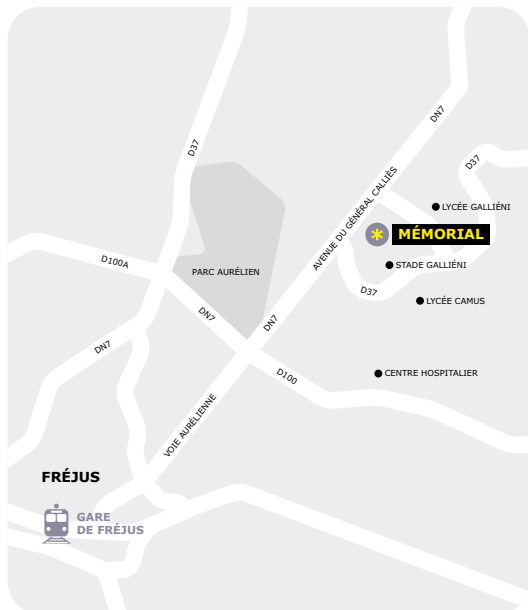 DN7
D37
D37
AVENUE DU GÉNÉRAL CALLIÈS
LYCÉE GALLIÉNI
MÉMORIAL
D100A
PARC AURÉLIEN
STADE GALLIÉNI
D37
LYCÉE CAMUS
DN7
DN7
DN7
D100
CENTRE HOSPITALIER
VOIE AURÉLIENNE
FRÉJUS
GARE
DE FRÉJUS